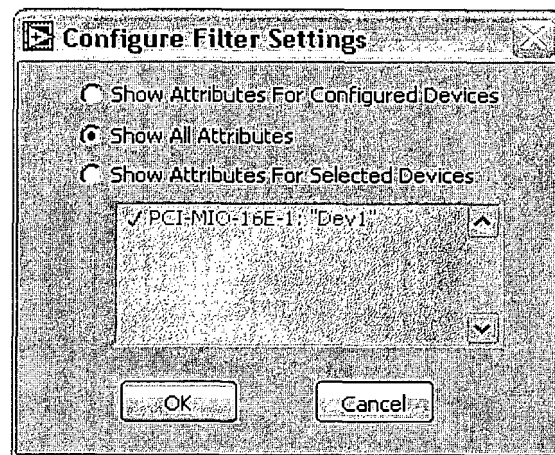 Configure Filter Settings
Show Attributes For Configured Devices
Show All Attributes
Show Attributes For Selected Devices:
✓ PCI-MIO-16E-1: "Dev1"
OK
Cancel